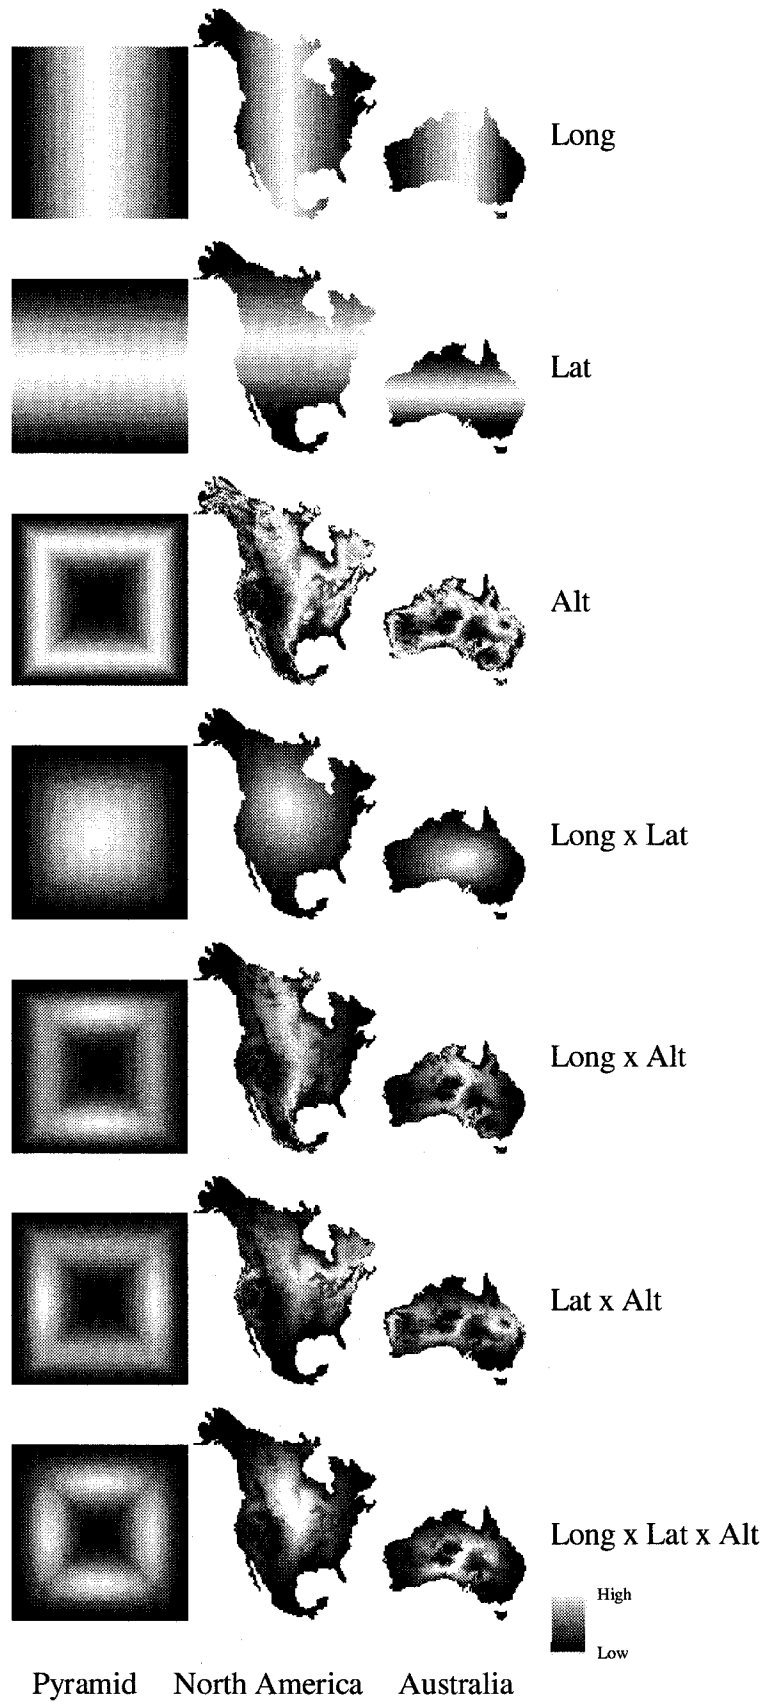 Long
Lat
Alt
Long x Lat
Long x Alt
Lat x Alt
Long x Lat x Alt
High
Low
Pyramid North America Australia